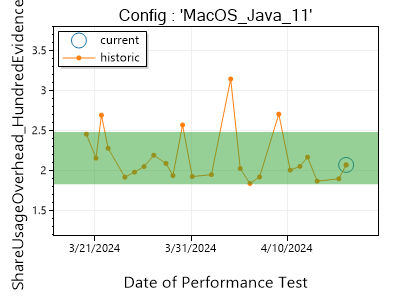 Config : 'MacOS_Java_11'
current
historic
ShareUsageOverhead_HundredEvidence
3.5
3
2.5
2
1.5
3/21/2024
3/31/2024
4/10/2024
Date of Performance Test